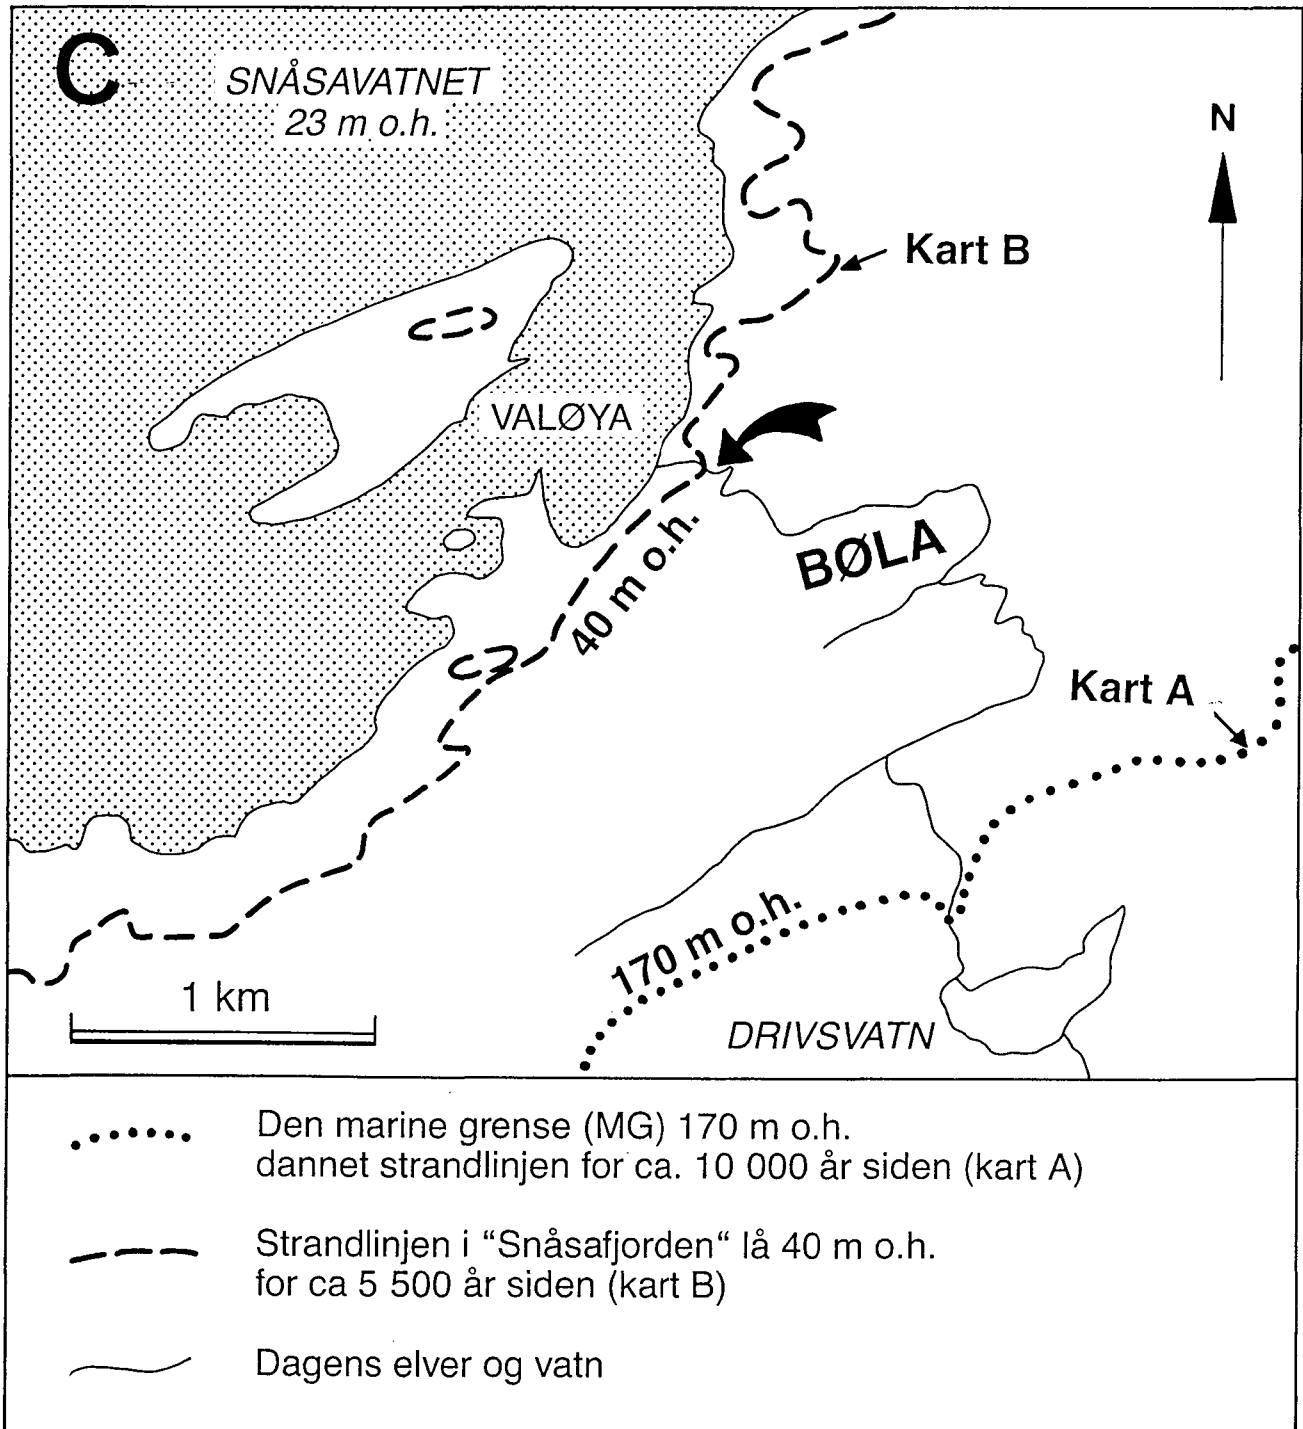 C
SNÅSAVATNET
23 m o.h.
N
Kart B
VALØYA
BØLA
40 m o.h.
Kart A
170 m o.h.
1 km
DRIVSVATN
Den marine grense (MG) 170 m o.h.
dannet strandlinjen for ca. 10 000 år siden (kart A)
Strandlinjen i “Snåsafjorden“ lå 40 m o.h.
for ca 5 500 år siden (kart B)
Dagens elver og vatn